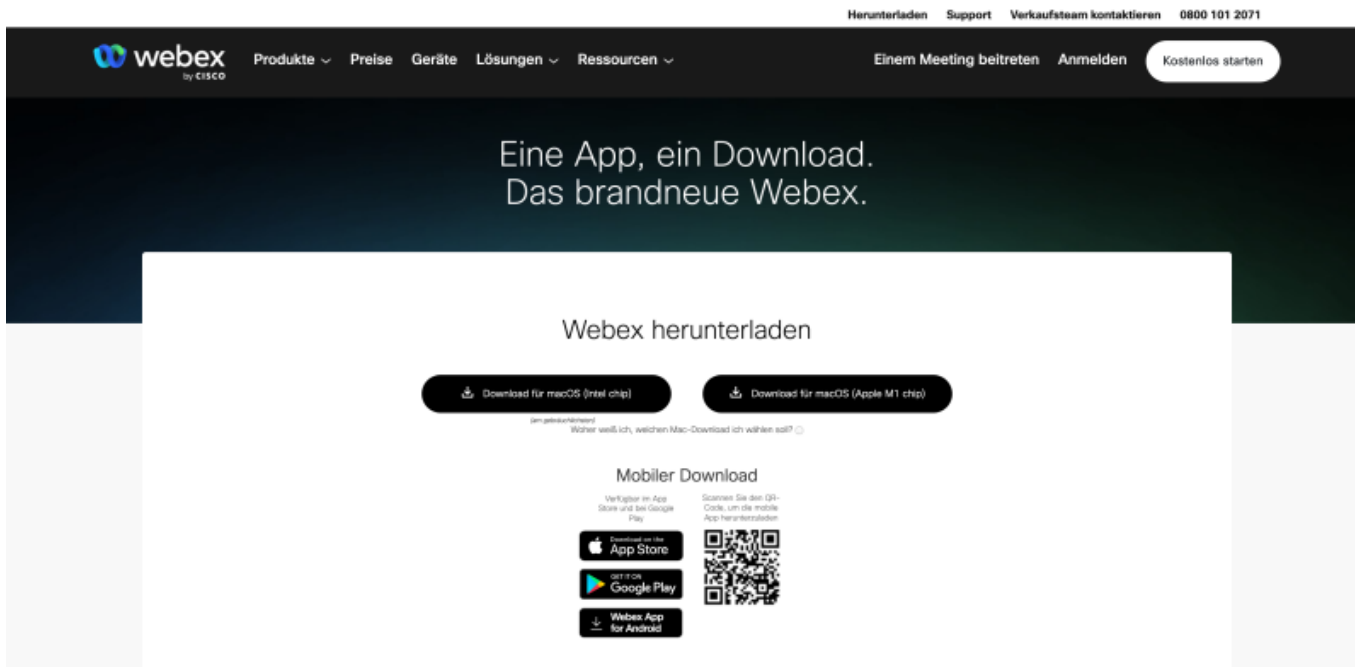 Herunterladen Support Verkaufsteam kontaktieren 0800 101 2071
webex
by CISCO
Produkte Preise Geräte Lösungen Ressourcen Einem Meeting beitreten Anmelden Kostenlos starten
Eine App, ein Download.
Das brandneue Webex.
Webex herunterladen
Download für macOS (Intel chip) Download für macOS (Apple M1 chip)
(am gebräuchlichsten)
Woher weiß ich, welchen Mac-Download ich wählen soll?
Mobiler Download
Verfügbar im App
Store und bei Google
Play
Scannen Sie den QR-
Code, um die mobile
App herunterzuladen
Download on the
App Store
GET IT ON
Google Play
Webex App
for Android